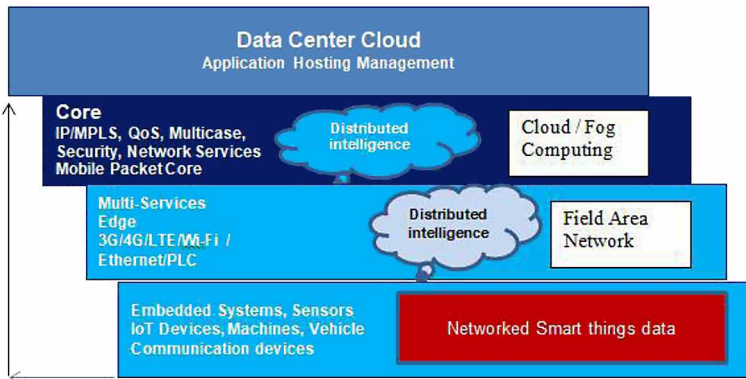 Data Center Cloud
Application Hosting Management
Core
IP/MPLS, QoS, Multicase,
Security, Network Services
Mobile Packet Core
Distributed
intelligence
Cloud / Fog
Computing
Multi-Services
Edge
3G/4G/LTE/Wi-Fi /
Ethernet/PLC
Distributed
intelligence
Field Area
Network
Embedded Systems, Sensors
IoT Devices, Machines, Vehicle
Communication devices
Networked Smart things data